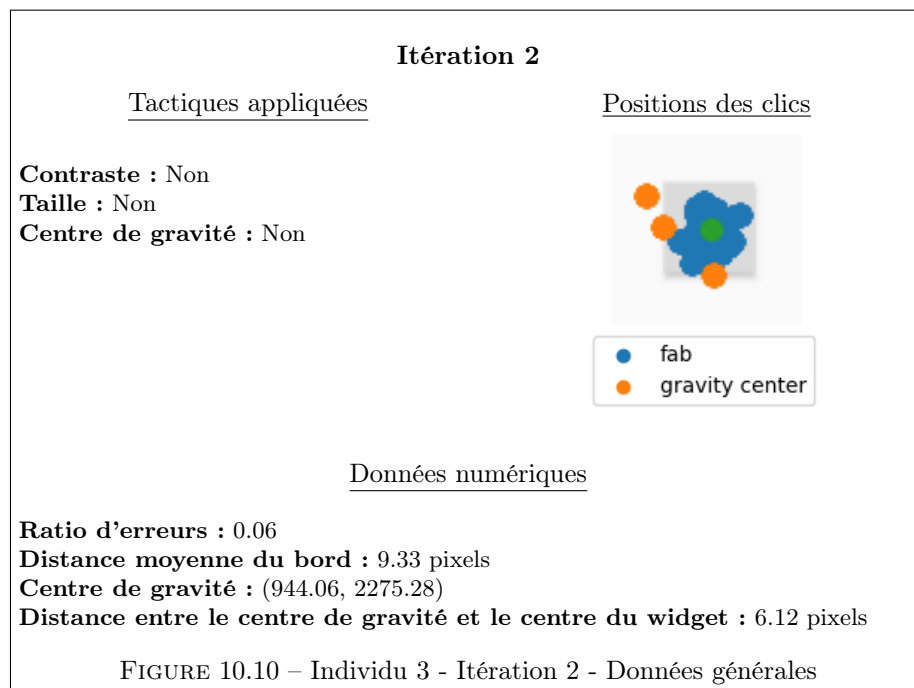 Itération 2
Tactiques appliquées
Contraste : Non
Taille : Non
Centre de gravité : Non
Positions des clics
fab
gravity center
Données numériques
Ratio d'erreurs : 0.06
Distance moyenne du bord : 9.33 pixels
Centre de gravité : (944.06, 2275.28)
Distance entre le centre de gravité et le centre du widget : 6.12 pixels
FIGURE 10.10 – Individu 3 - Itération 2 - Données générales